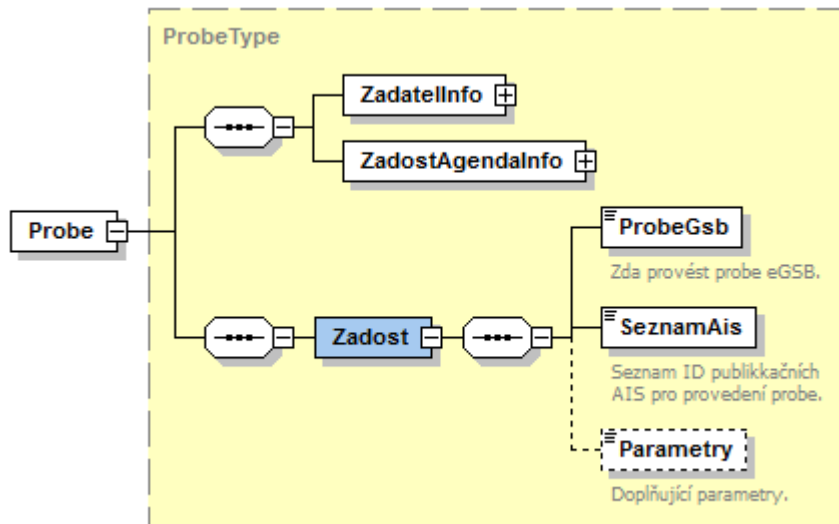 ProbeType
ZadatelInfo
ZadostAgendaInfo
Probe
ProbeGsb
Zda provést probe eGSB.
Zadost
SeznamAis
Seznam ID publikkačních
AIS pro provedení probe.
Parametry
Doplňující parametry.